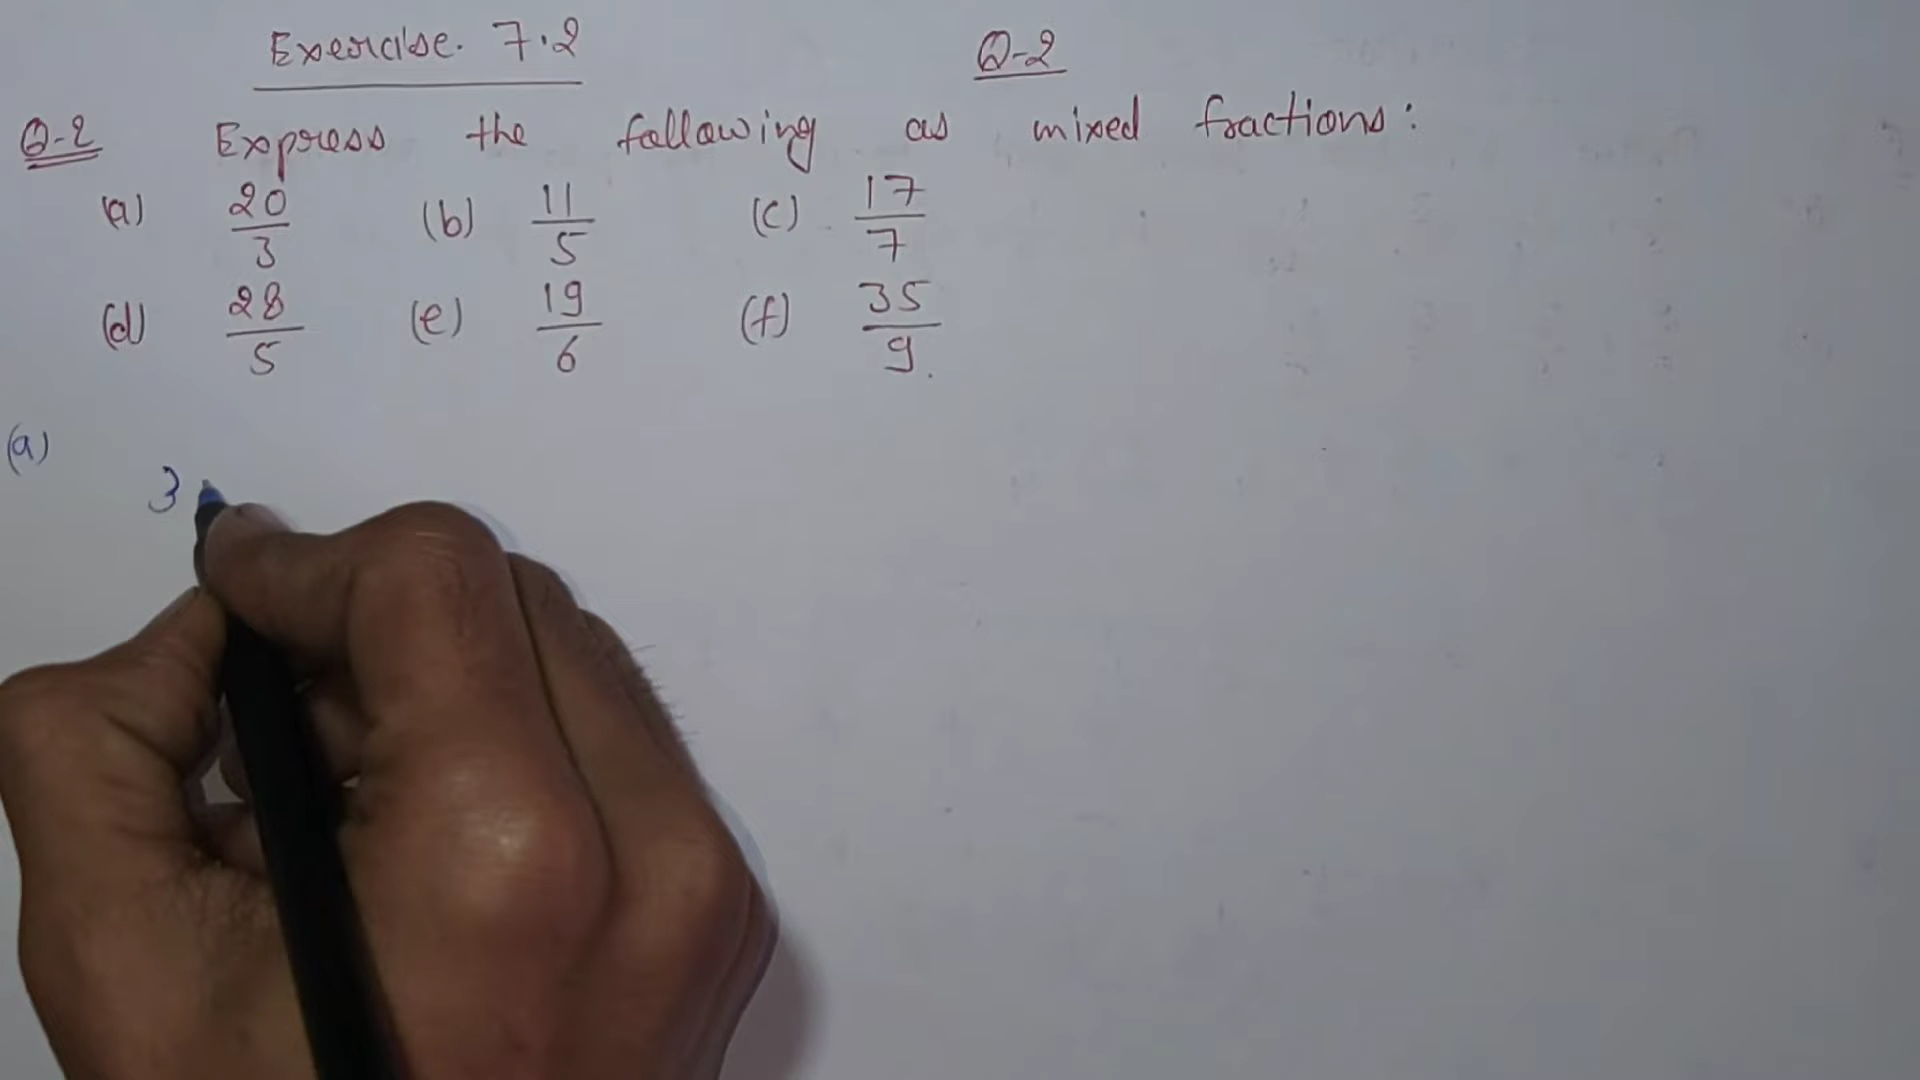 Exercise. 7.2 Q-2
Q-2 Express the following as mixed fractions:
(a) 20/3 (b) 11/5 (c) 17/7
(d) 28/5 (e) 19/6 (f) 35/9.
(a)
3